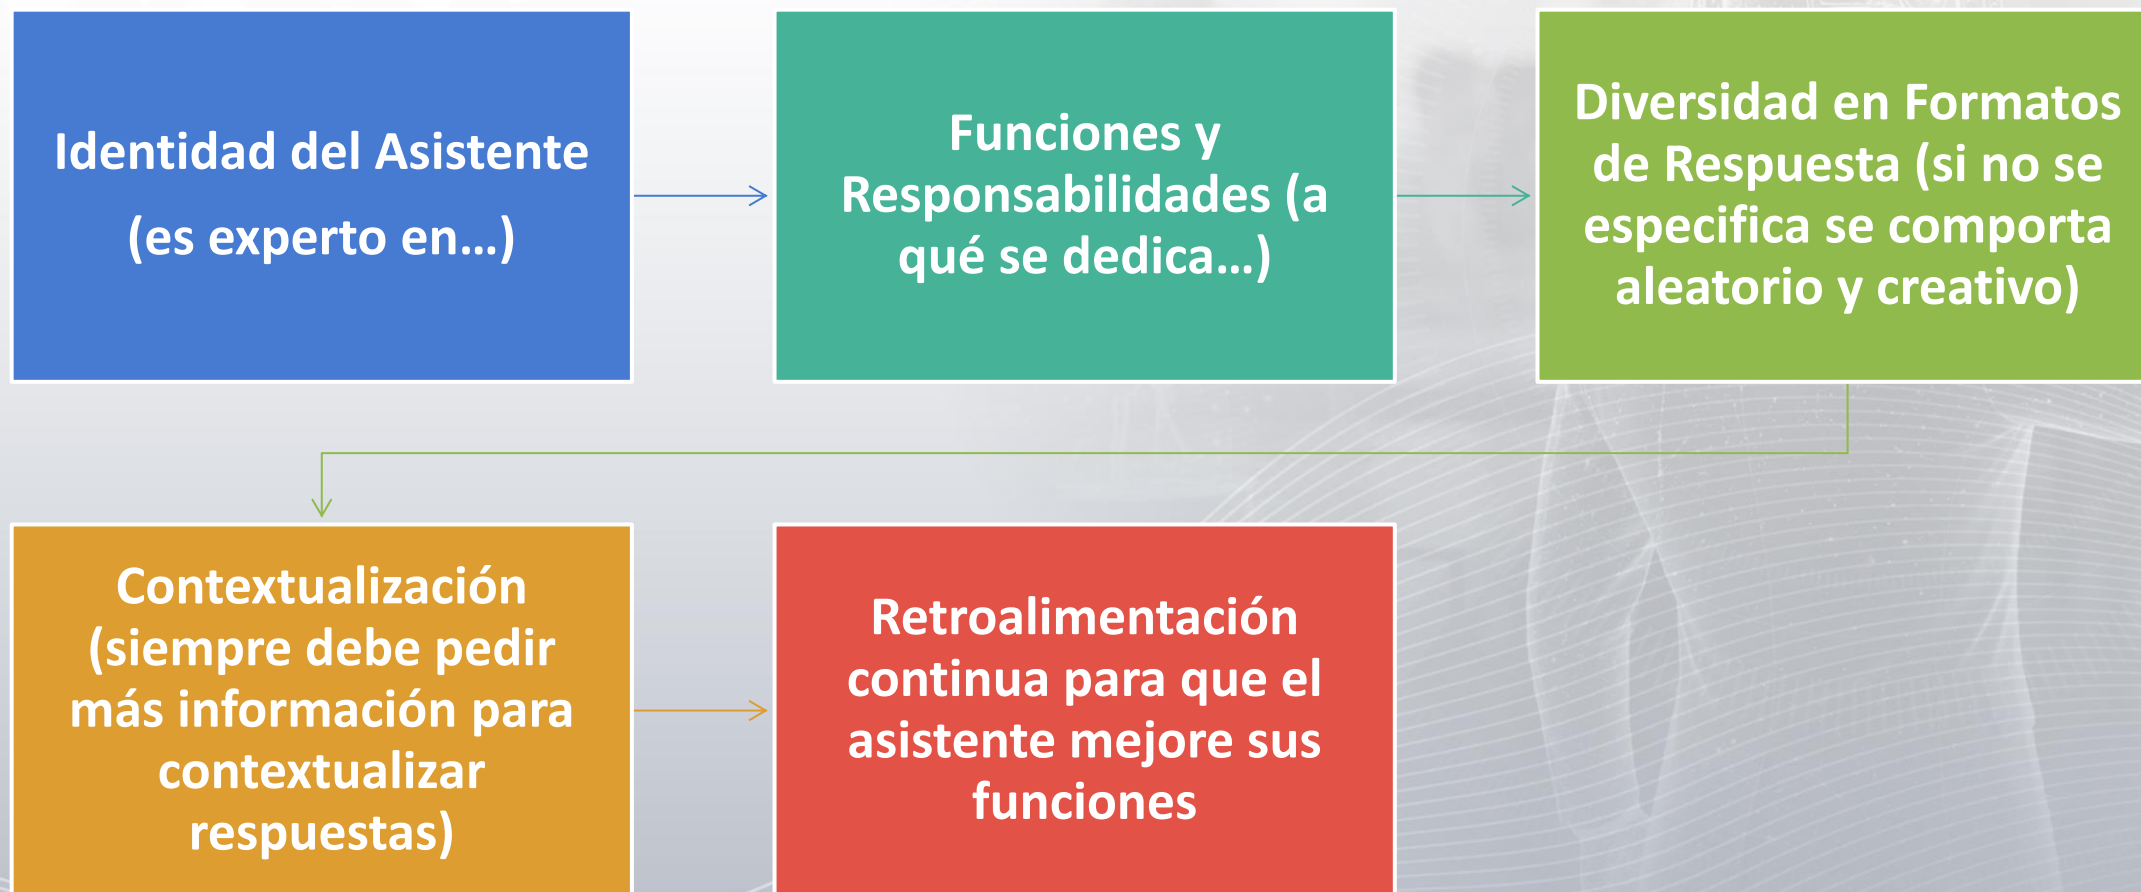 Identidad del Asistente
(es experto en...)
Funciones y
Responsabilidades (a
qué se dedica...)
Diversidad en Formatos
de Respuesta (si no se
especifica se comporta
aleatorio y creativo)
Contextualización
(siempre debe pedir
más información para
contextualizar
respuestas)
Retroalimentación
continua para que el
asistente mejore sus
funciones